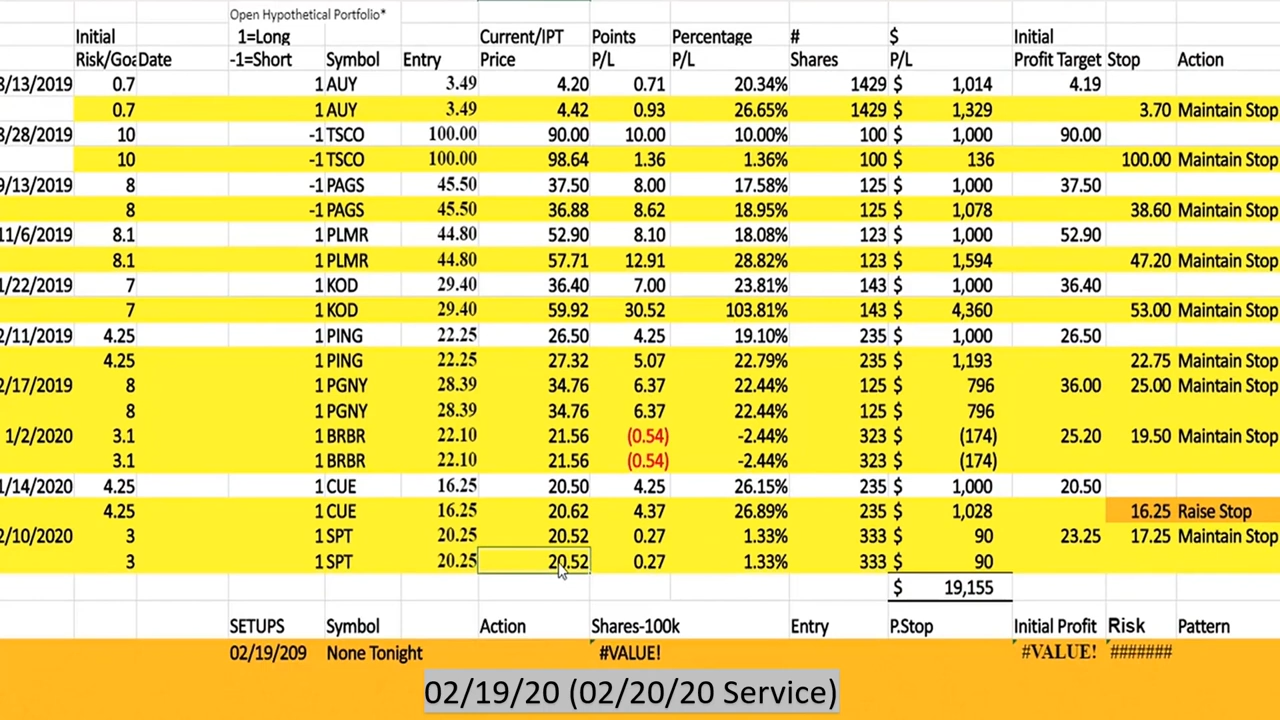 Open Hypothetical Portfolio*
Initial 1=Long Current/IPT Points Percentage # $ Initial
Risk/Goa Date -1=Short Symbol Entry Price P/L P/L Shares P/L Profit Target Stop Action
8/13/2019 0.7 1 AUY 3.49 4.20 0.71 20.34% 1429 $ 1,014 4.19
0.7 1 AUY 3.49 4.42 0.93 26.65% 1429 $ 1,329 3.70 Maintain Stop
8/28/2019 10 -1 TSCO 100.00 90.00 10.00 10.00% 100 $ 1,000 90.00
10 -1 TSCO 100.00 98.64 1.36 1.36% 100 $ 136 100.00 Maintain Stop
9/13/2019 8 -1 PAGS 45.50 37.50 8.00 17.58% 125 $ 1,000 37.50
8 -1 PAGS 45.50 36.88 8.62 18.95% 125 $ 1,078 38.60 Maintain Stop
11/6/2019 8.1 1 PLMR 44.80 52.90 8.10 18.08% 123 $ 1,000 52.90
8.1 1 PLMR 44.80 57.71 12.91 28.82% 123 $ 1,594 47.20 Maintain Stop
1/22/2019 7 1 KOD 29.40 36.40 7.00 23.81% 143 $ 1,000 36.40
7 1 KOD 29.40 59.92 30.52 103.81% 143 $ 4,360 53.00 Maintain Stop
2/11/2019 4.25 1 PING 22.25 26.50 4.25 19.10% 235 $ 1,000 26.50
4.25 1 PING 22.25 27.32 5.07 22.79% 235 $ 1,193 22.75 Maintain Stop
2/17/2019 8 1 PGNY 28.39 34.76 6.37 22.44% 125 $ 796 36.00 25.00 Maintain Stop
8 1 PGNY 28.39 34.76 6.37 22.44% 125 $ 796
1/2/2020 3.1 1 BRBR 22.10 21.56 (0.54) -2.44% 323 $ (174) 25.20 19.50 Maintain Stop
3.1 1 BRBR 22.10 21.56 (0.54) -2.44% 323 $ (174)
1/14/2020 4.25 1 CUE 16.25 20.50 4.25 26.15% 235 $ 1,000 20.50
4.25 1 CUE 16.25 20.62 4.37 26.89% 235 $ 1,028 16.25 Raise Stop
2/10/2020 3 1 SPT 20.25 20.52 0.27 1.33% 333 $ 90 23.25 17.25 Maintain Stop
3 1 SPT 20.25 20.52 0.27 1.33% 333 $ 90
$ 19,155
SETUPS Symbol Action Shares-100k Entry P.Stop Initial Profit Risk Pattern
02/19/209 None Tonight #VALUE! #VALUE! #######
02/19/20 (02/20/20 Service)